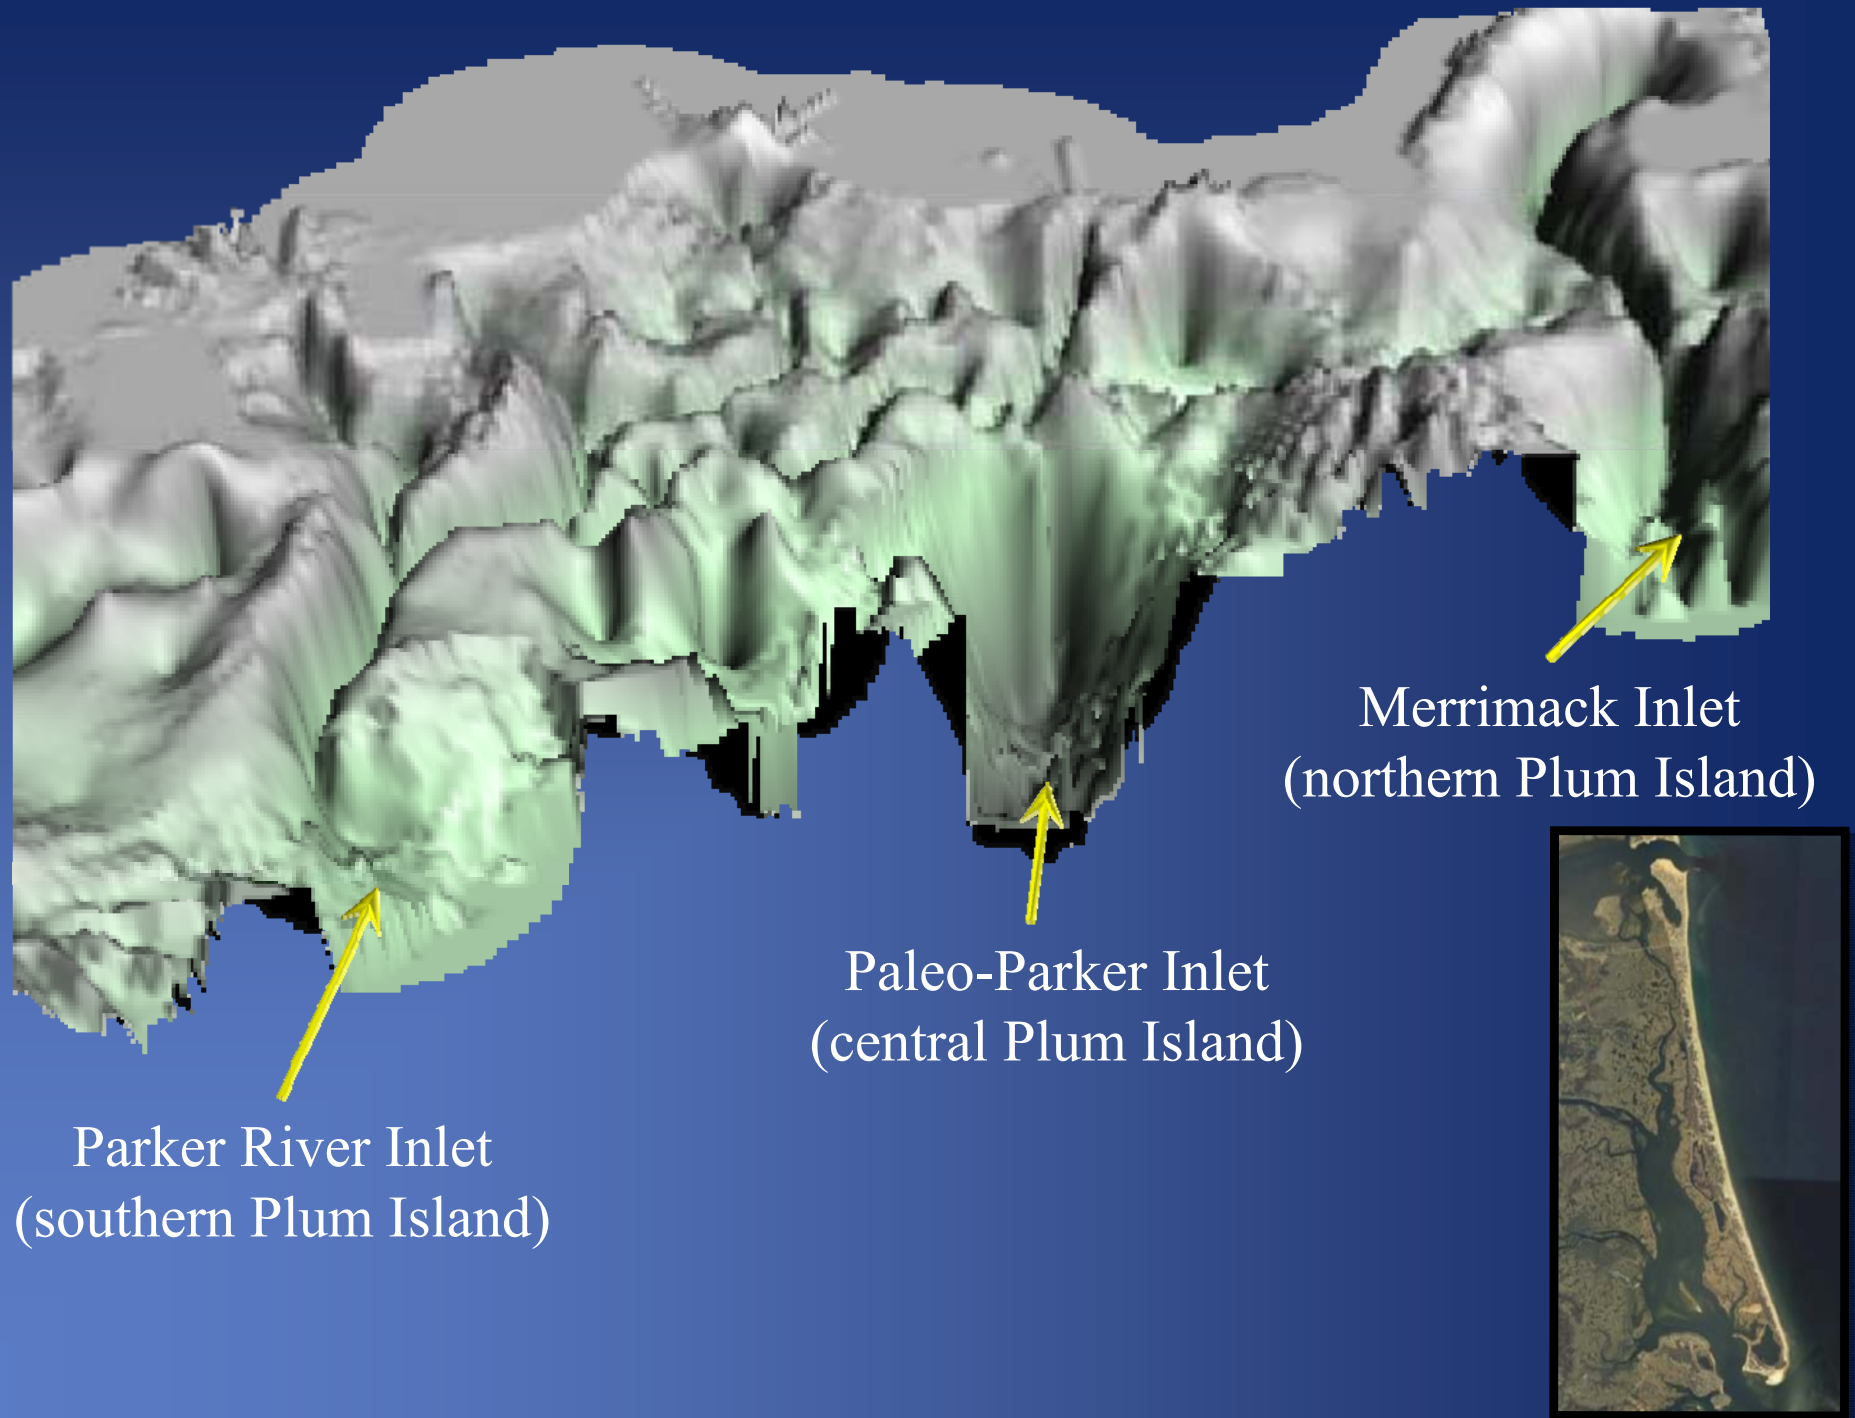 Merrimack Inlet
(northern Plum Island)
Paleo-Parker Inlet
(central Plum Island)
Parker River Inlet
(southern Plum Island)